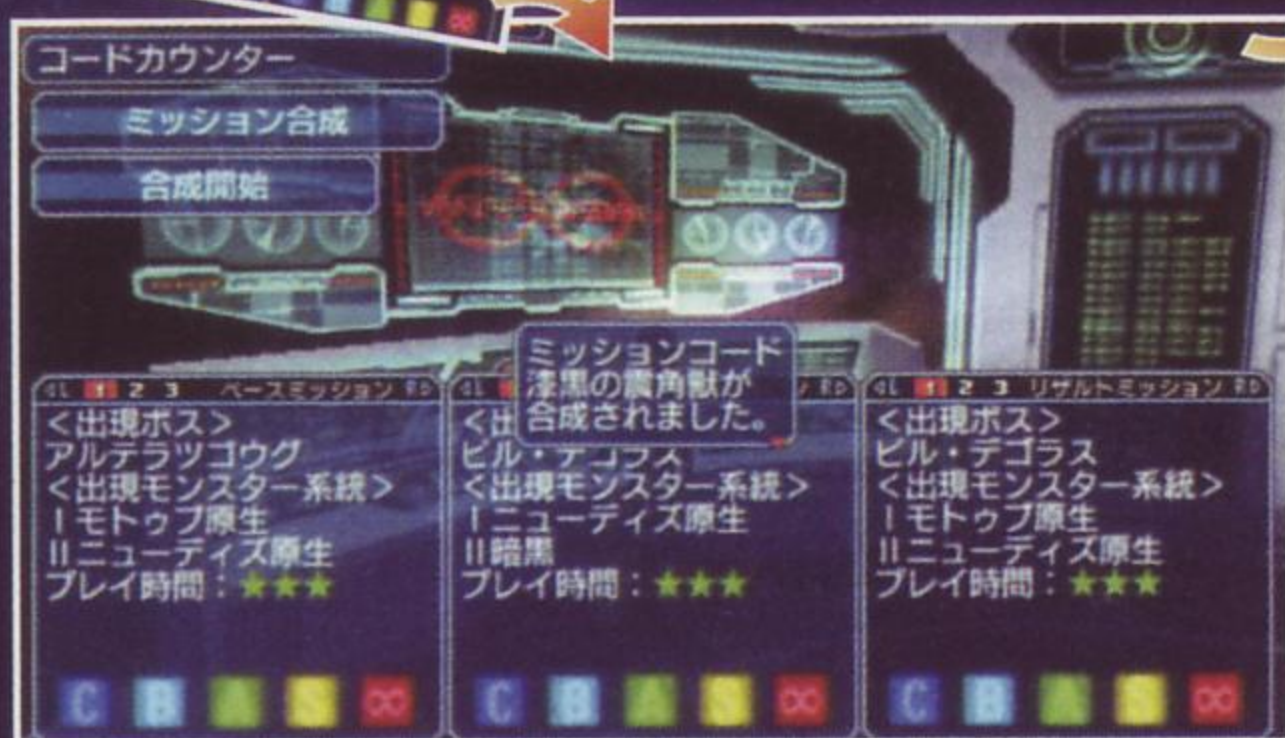 コードカウンター
ミッション合成
合成開始
ミッションコード
漆黒の震角獣が
合成されました。
◁L 1 2 3 ベースミッション R▷
<出現ボス>
アルテラツゴウグ
<出現モンスター系統>
Ⅰモトゥブ原生
Ⅱニューデイズ原生
プレイ時間:★★★
C B A S ∞
<出
ビル・デゴラス
<出現モンスター系統>
Ⅰニューデイズ原生
Ⅱ暗黒
プレイ時間:★★★
C B A S ∞
◁L 1 2 3 リザルトミッション R▷
<出現ボス>
ビル・デゴラス
<出現モンスター系統>
Ⅰモトゥブ原生
Ⅱニューデイズ原生
プレイ時間:★★★
C B A S ∞